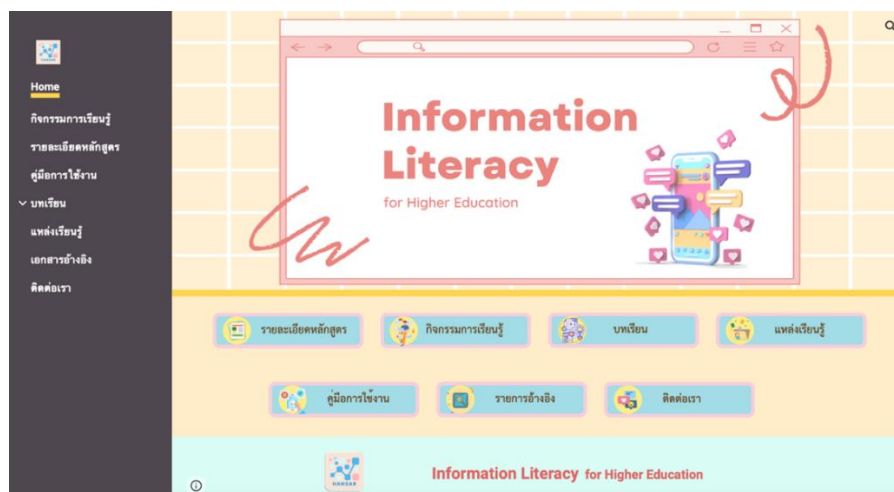 Home
กิจกรรมการเรียนรู้
รายละเอียดหลักสูตร
คู่มือการใช้งาน
บทเรียน
แหล่งเรียนรู้
เอกสารอ้างอิง
ติดต่อเรา
Information
Literacy
for Higher Education
รายละเอียดหลักสูตร
กิจกรรมการเรียนรู้
บทเรียน
แหล่งเรียนรู้
คู่มือการใช้งาน
รายการอ้างอิง
ติดต่อเรา
Information Literacy for Higher Education